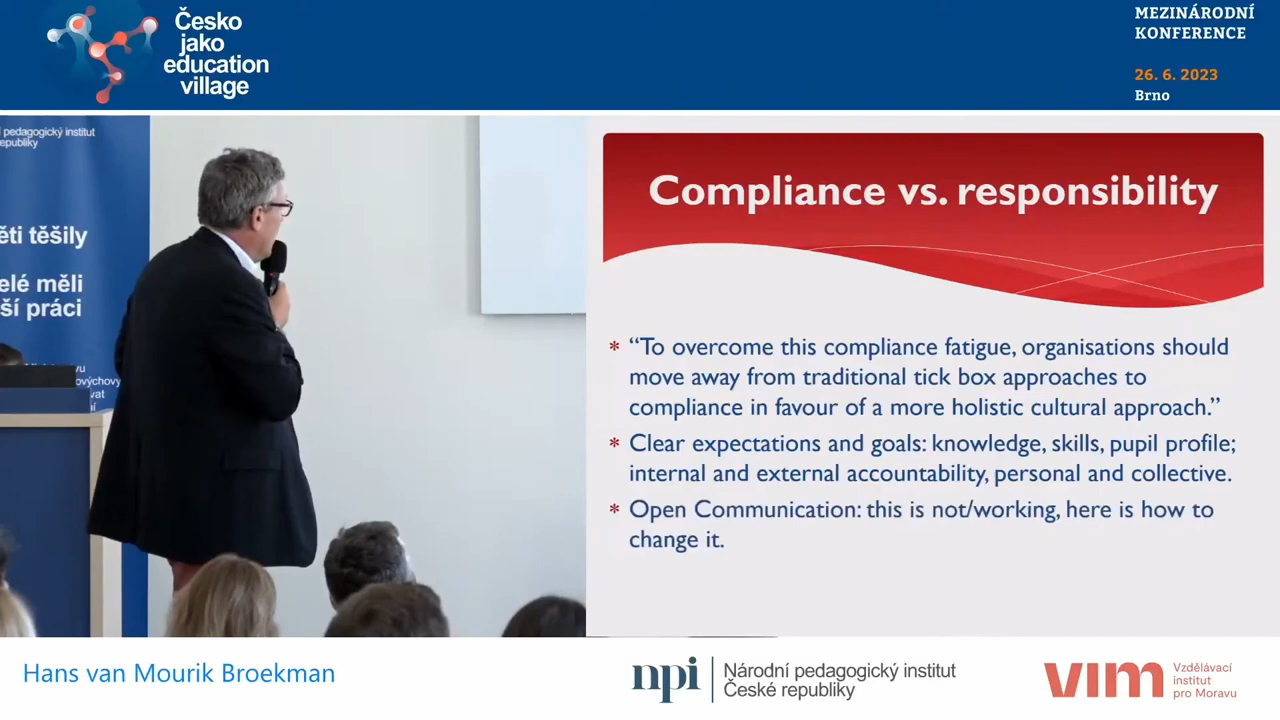 Česko
jako
education
village
MEZINÁRODNÍ
KONFERENCE
26. 6. 2023
Brno
pedagogický institut
republiky
ěti těšily
elé měli
ší práci
Compliance vs. responsibility
* “To overcome this compliance fatigue, organisations should
move away from traditional tick box approaches to
compliance in favour of a more holistic cultural approach.”
* Clear expectations and goals: knowledge, skills, pupil profile;
internal and external accountability, personal and collective.
* Open Communication: this is not/working, here is how to
change it.
Hans van Mourik Broekman
npi
Národní pedagogický institut
České republiky
vim
Vzdělávací
institut
pro Moravu